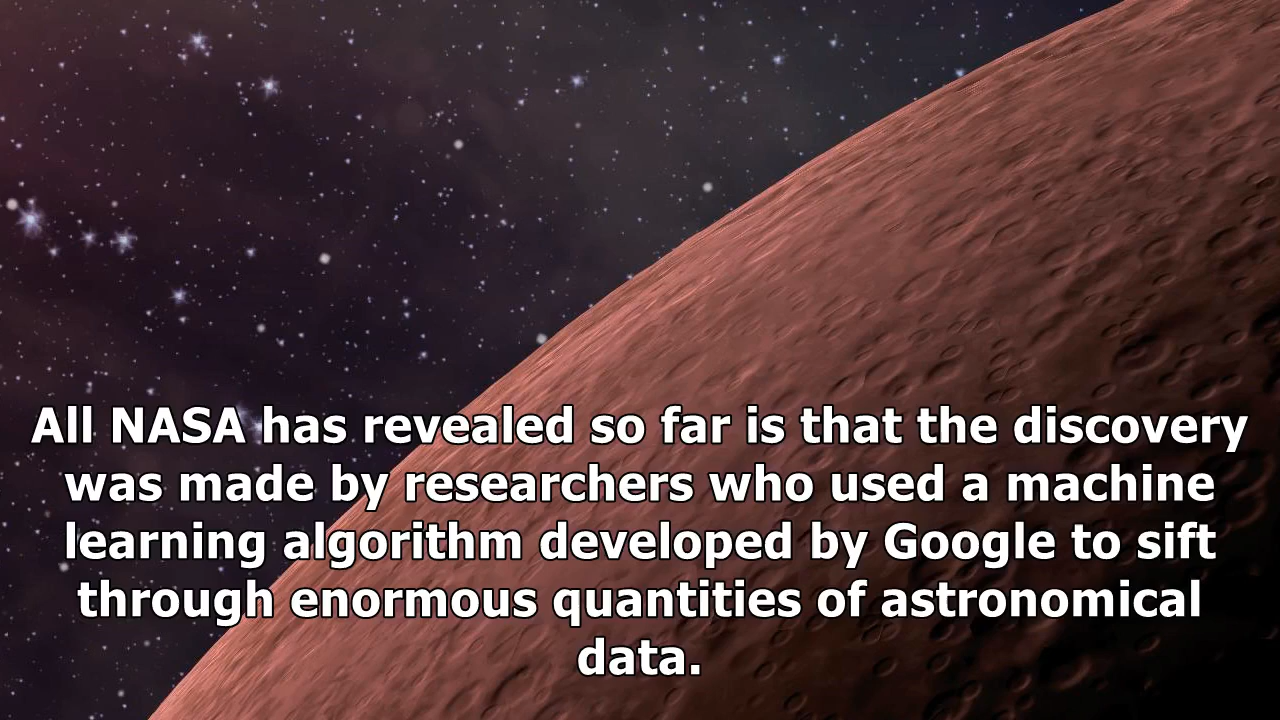 All NASA has revealed so far is that the discovery
was made by researchers who used a machine
learning algorithm developed by Google to sift
through enormous quantities of astronomical
data.